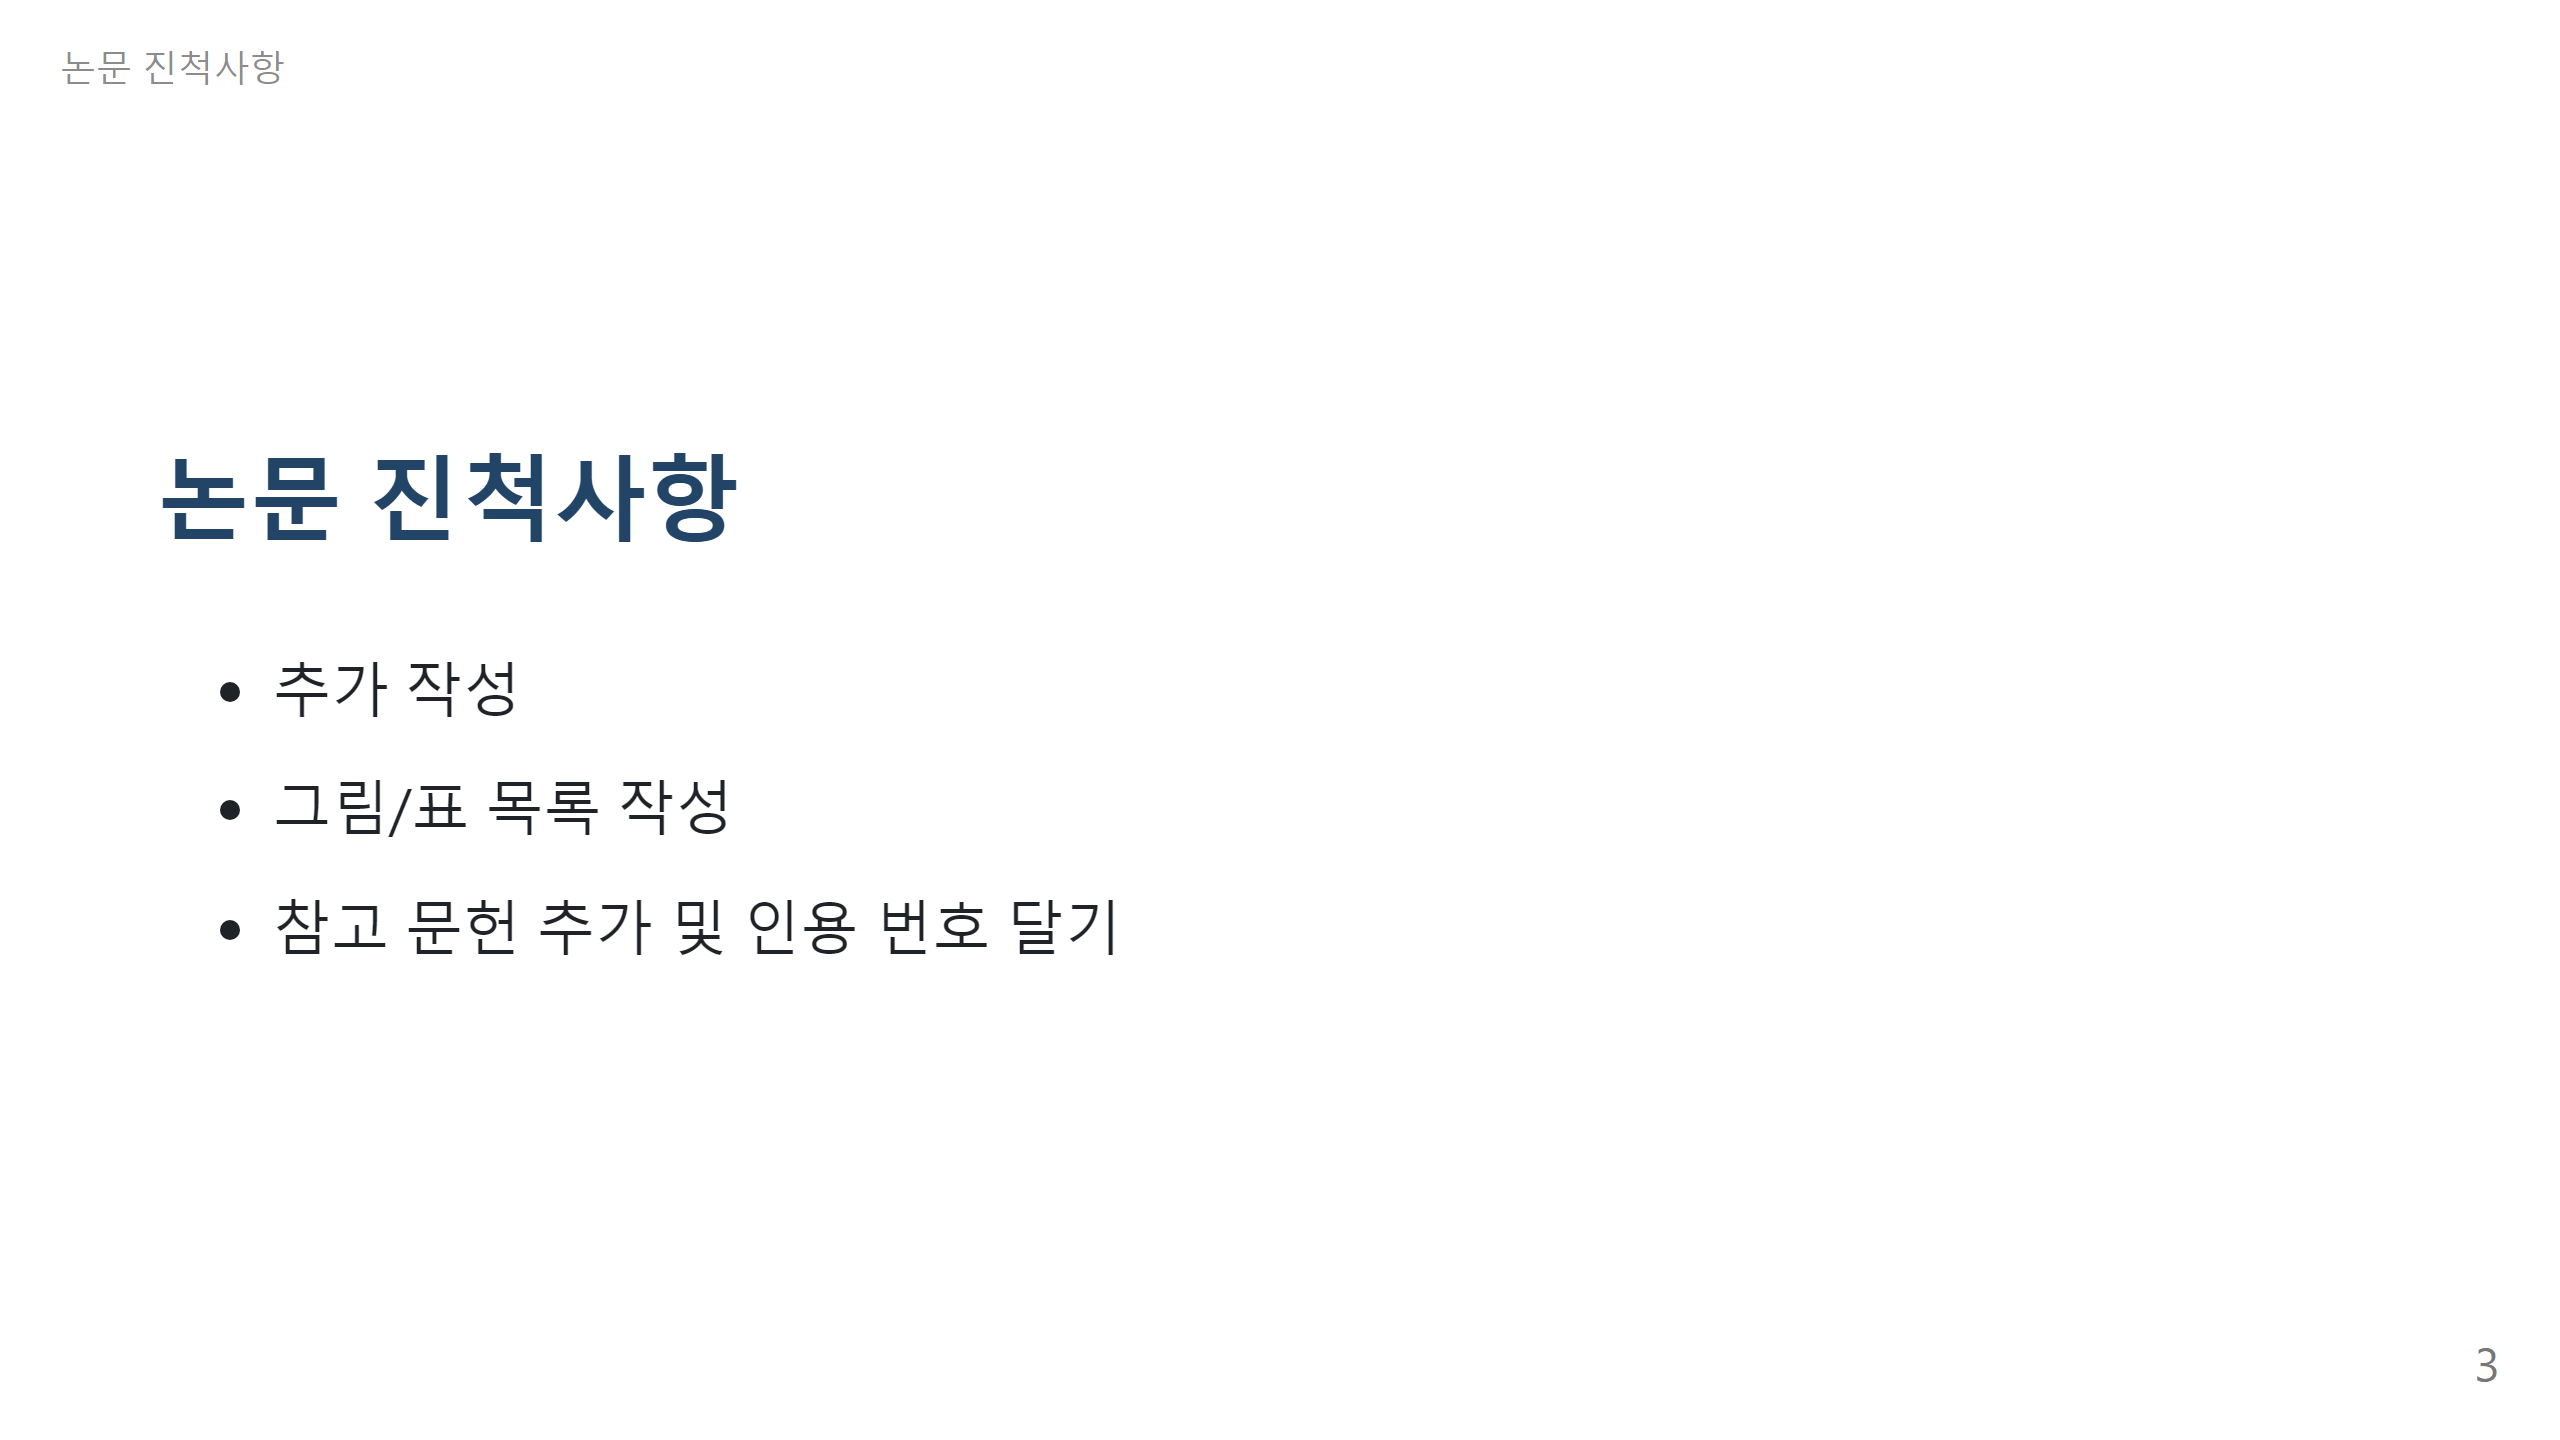 논문 진척사항
논문 진척사항
• 추가 작성
• 그림/표 목록 작성
• 참고 문헌 추가 및 인용 번호 달기
3